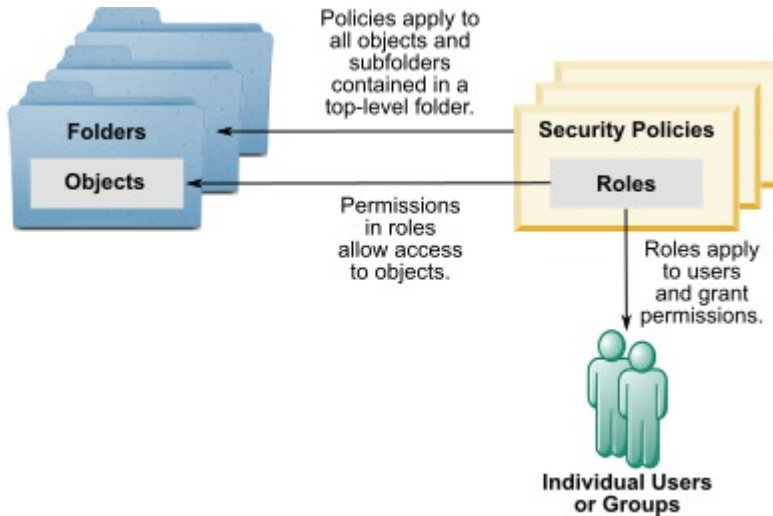 Policies apply to
all objects and
subfolders
contained in a
top-level folder.
Folders
Security Policies
Objects
Roles
Permissions
in roles
allow access
to objects.
Roles apply
to users
and grant
permissions.
Individual Users
or Groups